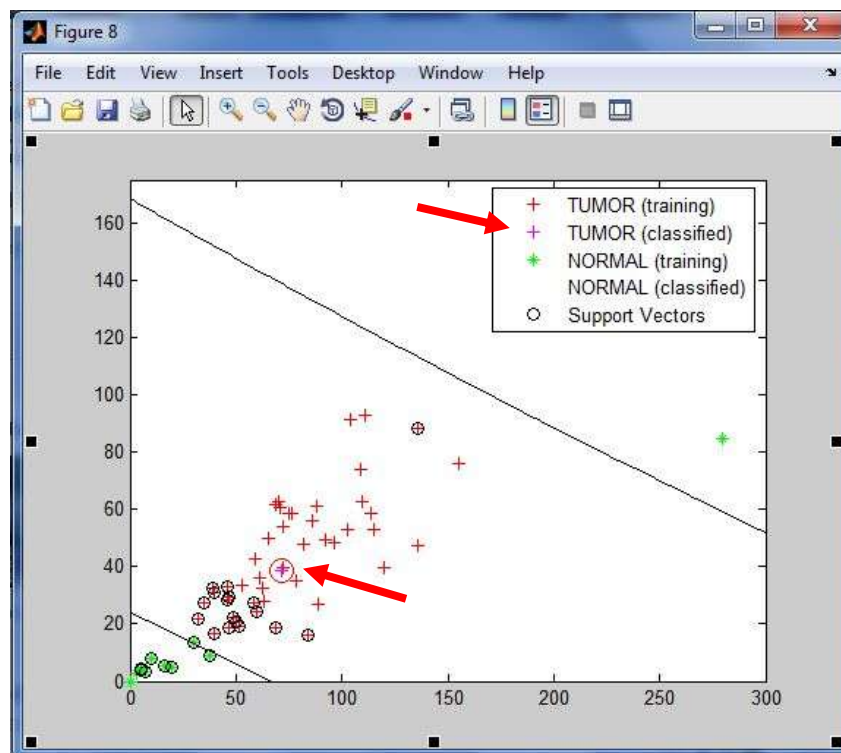 Figure 8
File Edit View Insert Tools Desktop Window Help
TUMOR (training)
TUMOR (classified)
NORMAL (training)
NORMAL (classified)
Support Vectors
160
140
120
100
80
60
40
20
0
0 50 100 150 200 250 300